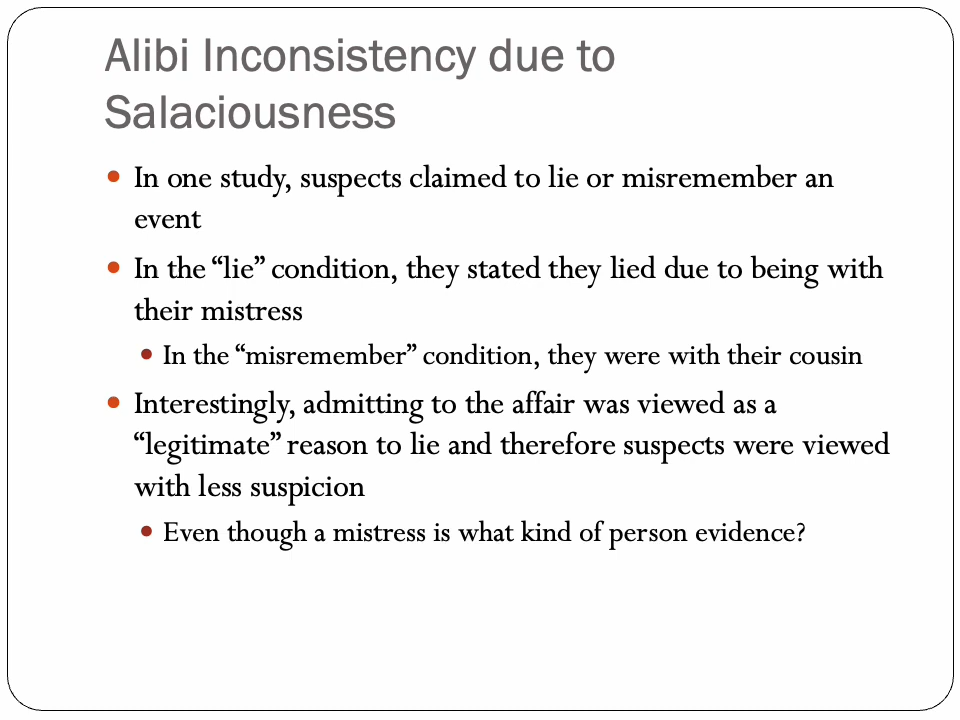 Alibi Inconsistency due to
Salaciousness
• In one study, suspects claimed to lie or misremember an
event
• In the “lie” condition, they stated they lied due to being with
their mistress
• In the “misremember” condition, they were with their cousin
• Interestingly, admitting to the affair was viewed as a
“legitimate” reason to lie and therefore suspects were viewed
with less suspicion
• Even though a mistress is what kind of person evidence?